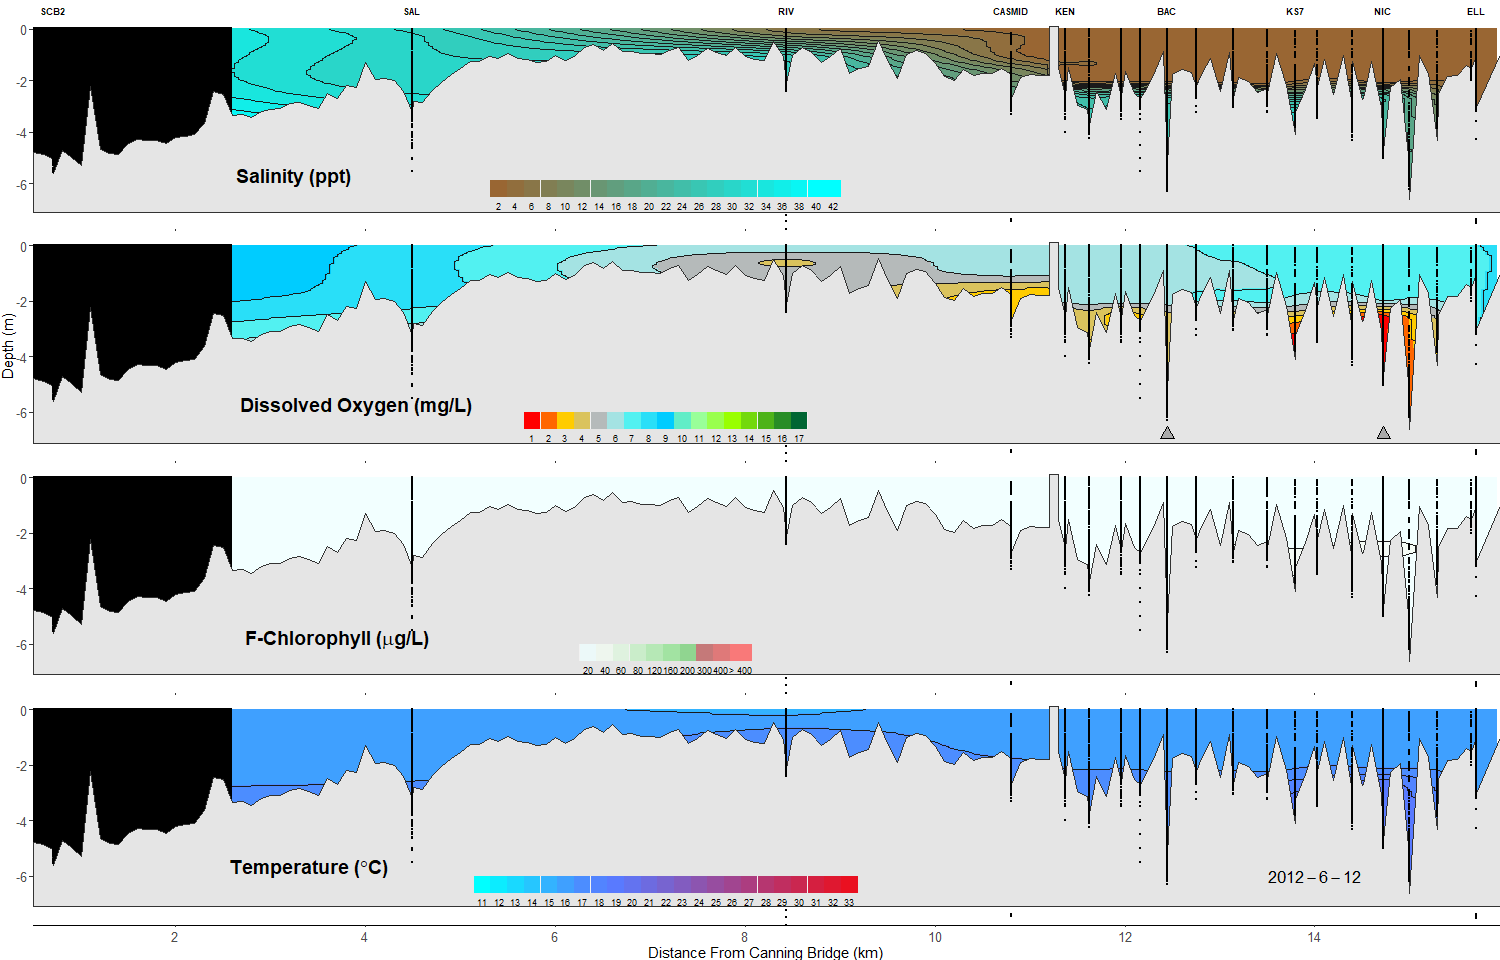 SCB2 SAL RIV CASMID KEN BAC KS7 NIC ELL
0
-2
-4
-6
Salinity (ppt)
2 4 6 8 10 12 14 16 18 20 22 24 26 28 30 32 34 36 38 40 42
0
-2
-4
-6
Depth (m)
Dissolved Oxygen (mg/L)
1 2 3 4 5 6 7 8 9 10 11 12 13 14 15 16 17
0
-2
-4
-6
F-Chlorophyll (µg/L)
20 40 60 80 120 160 200 300 400 > 400
0
-2
-4
-6
Temperature (°C)
11 12 13 14 15 16 17 18 19 20 21 22 23 24 25 26 27 28 29 30 31 32 33
2012 – 6 – 12
2 4 6 8 10 12 14
Distance From Canning Bridge (km)